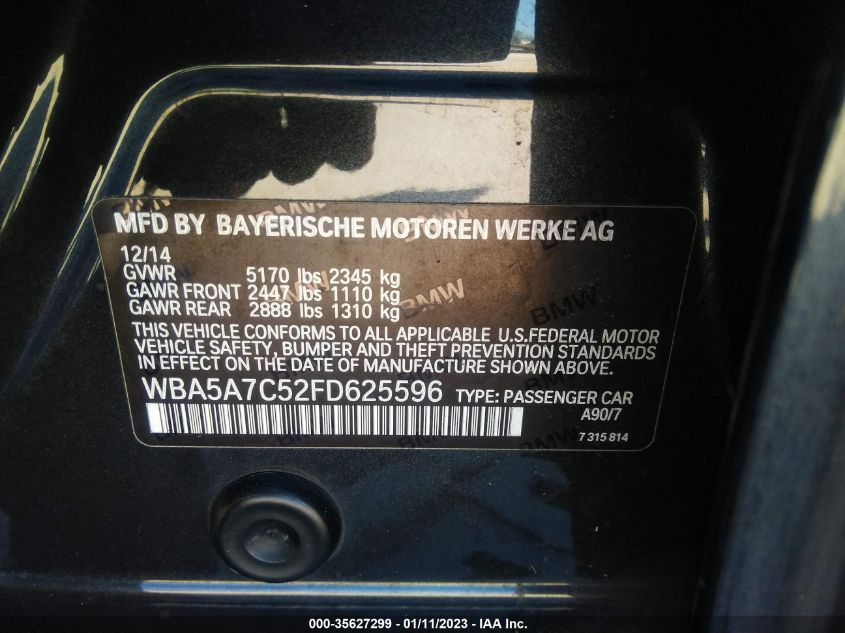 MFD BY BAYERISCHE MOTOREN WERKE AG
12/14
GVWR 5170 lbs 2345 kg
GAWR FRONT 2447 lbs 1110 kg
GAWR REAR 2888 lbs 1310 kg
THIS VEHICLE CONFORMS TO ALL APPLICABLE U.S.FEDERAL MOTOR
VEHICLE SAFETY, BUMPER AND THEFT PREVENTION STANDARDS
IN EFFECT ON THE DATE OF MANUFACTURE SHOWN ABOVE.
WBA5A7C52FD625596 TYPE: PASSENGER CAR
A90/7
7 315 814
BMW
BMW
000-35627299 - 01/11/2023 - IAA Inc.